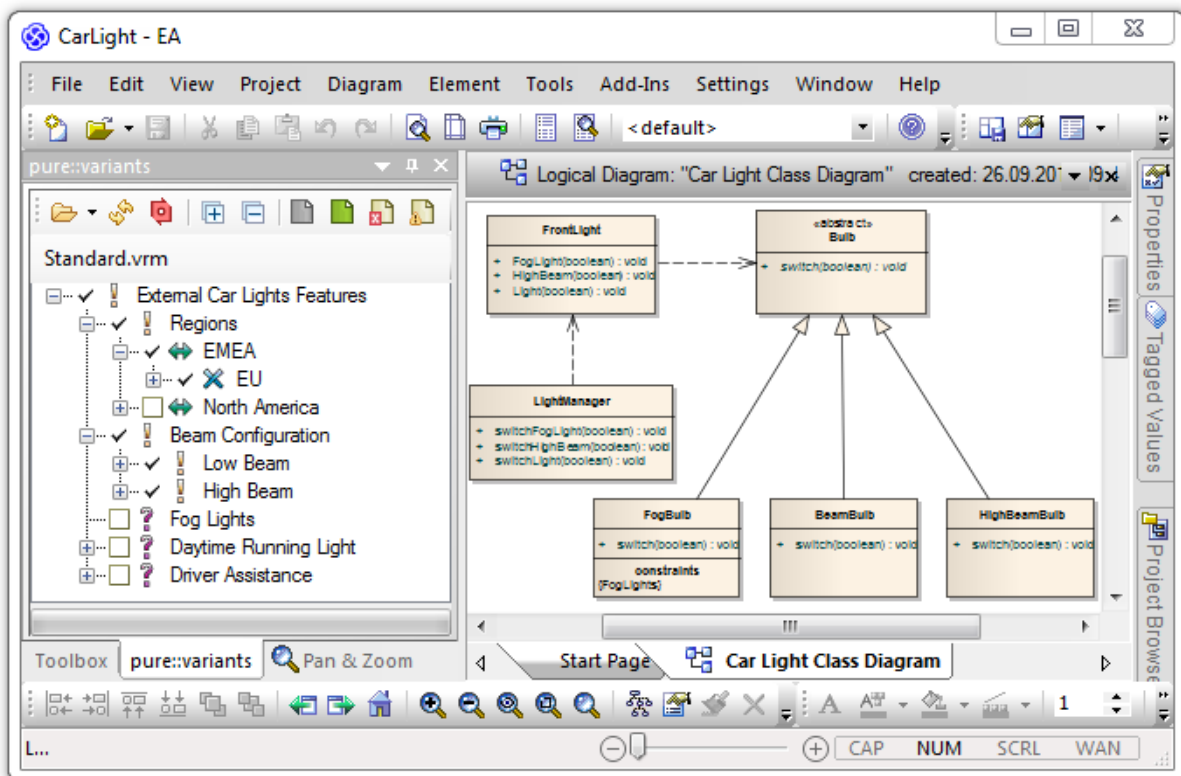 CarLight - EA
File Edit View Project Diagram Element Tools Add-Ins Settings Window Help
<default>
pure::variants
Standard.vrm
External Car Lights Features
Regions
EMEA
EU
North America
Beam Configuration
Low Beam
High Beam
Fog Lights
Daytime Running Light
Driver Assistance
Toolbox pure::variants Pan & Zoom
Logical Diagram: "Car Light Class Diagram" created: 26.09.20
FrontLight
+ FogLight(boolean) : void
+ HighBeam(boolean) : void
+ Light(boolean) : void
«abstract»
Bulb
+ switch(boolean) : void
LightManager
+ switchFogLight(boolean) : void
+ switchHighBeam(boolean) : void
+ switchLight(boolean) : void
FogBulb
+ switch(boolean) : void
constraints
{FogLights}
BeamBulb
+ switch(boolean) : void
HighBeamBulb
+ switch(boolean) : void
Start Page Car Light Class Diagram
Properties
Tagged Values
Project Browse
1
L...
CAP NUM SCRL WAN